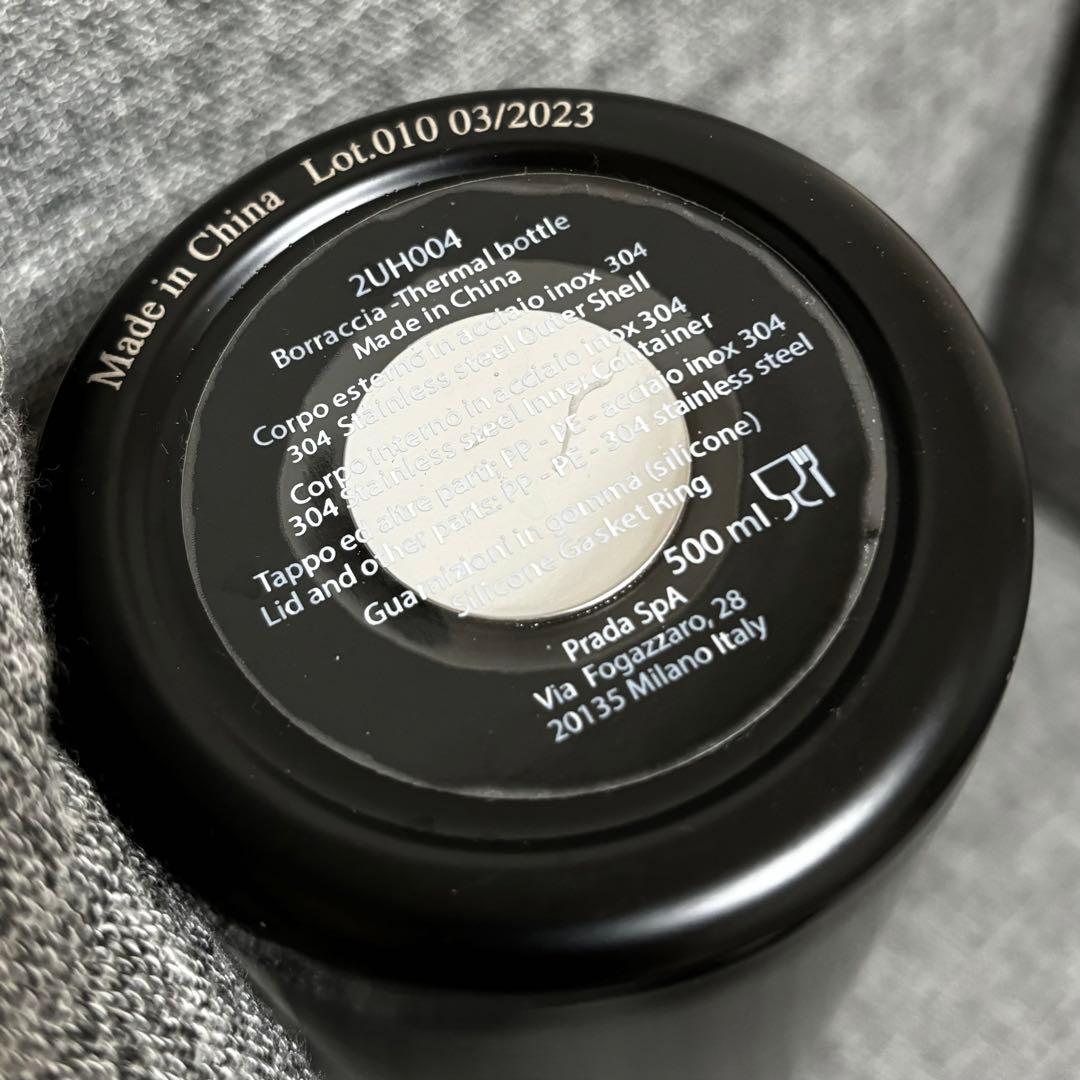 Made in China Lot.010 03/2023
2UH004
Borraccia -Thermal bottle
Made in China
Corpo esterno in acciaio inox 304
304 Stainless steel Outer Shell
Corpo interno in acciaio inox 304
304 Stainless steel Inner Container
Tappo ed altre parti: PP - PE - acciaio inox 304
Lid and other parts: PP - PE - 304 stainless steel
Guarnizioni in gomma (silicone)
Silicone Gasket Ring
500 ml
Prada SpA
Via Fogazzaro, 28
20135 Milano Italy